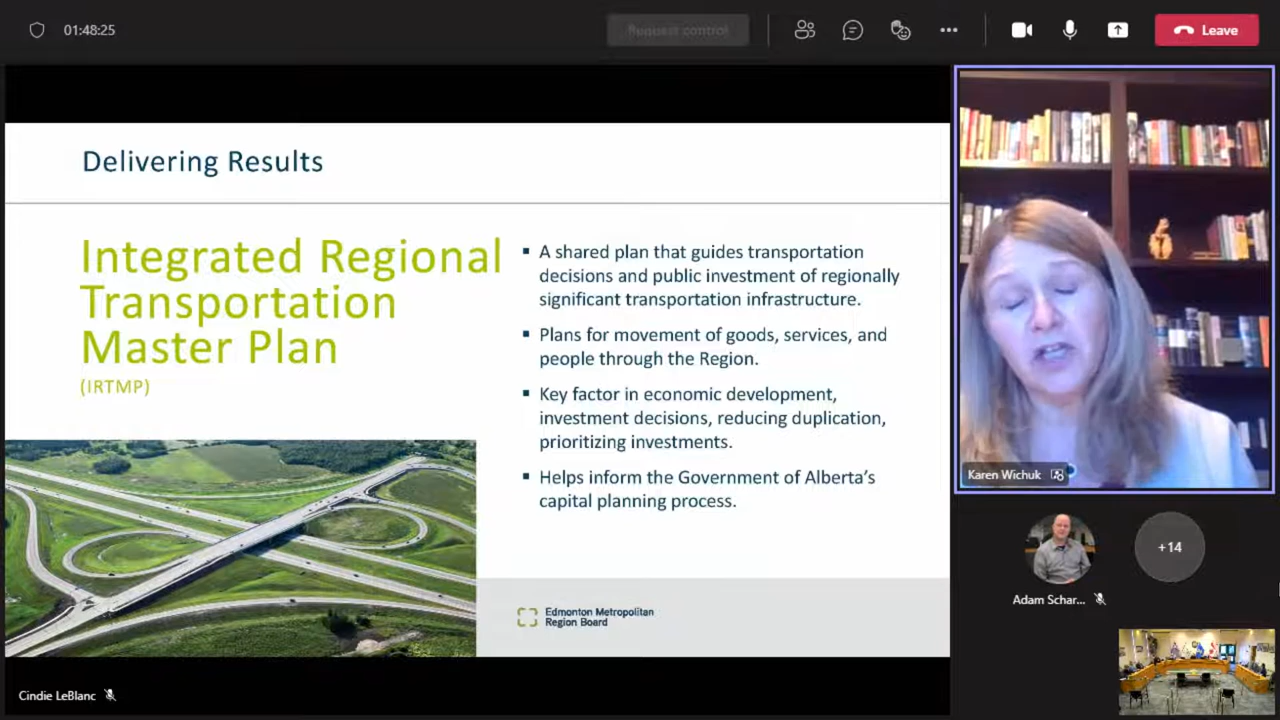 01:48:25
Request control
Leave
Delivering Results
Integrated Regional
Transportation
Master Plan
(IRTMP)
▪ A shared plan that guides transportation
decisions and public investment of regionally
significant transportation infrastructure.
▪ Plans for movement of goods, services, and
people through the Region.
▪ Key factor in economic development,
investment decisions, reducing duplication,
prioritizing investments.
▪ Helps inform the Government of Alberta's
capital planning process.
Edmonton Metropolitan
Region Board
Cindie LeBlanc
Karen Wichuk
+14
Adam Schar...